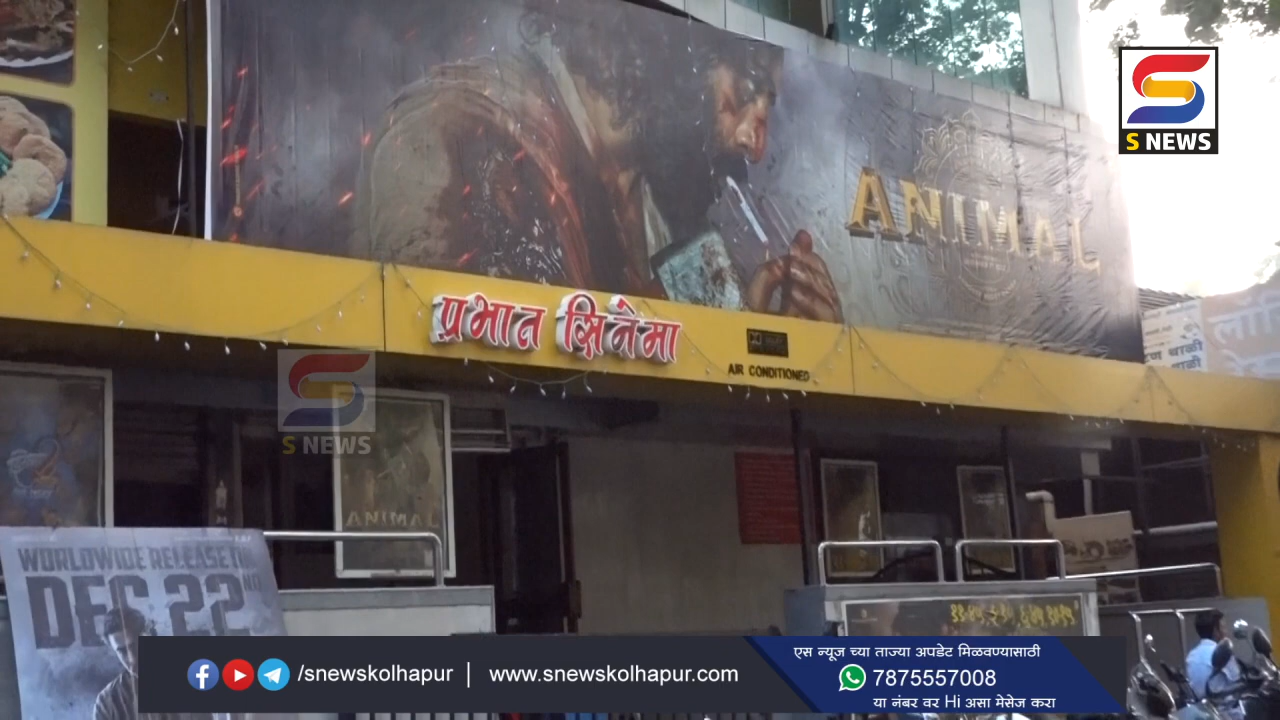 S NEWS
ANIMAL
प्रभात सिनेमा
AIR CONDITIONED
S NEWS
ANIMAL
WORLDWIDE RELEASE ON
DEC 22ND
/snewskolhapur | www.snewskolhapur.com
एस न्यूज च्या ताज्या अपडेट मिळवण्यासाठी
7875557008
या नंबर वर Hi असा मेसेज करा